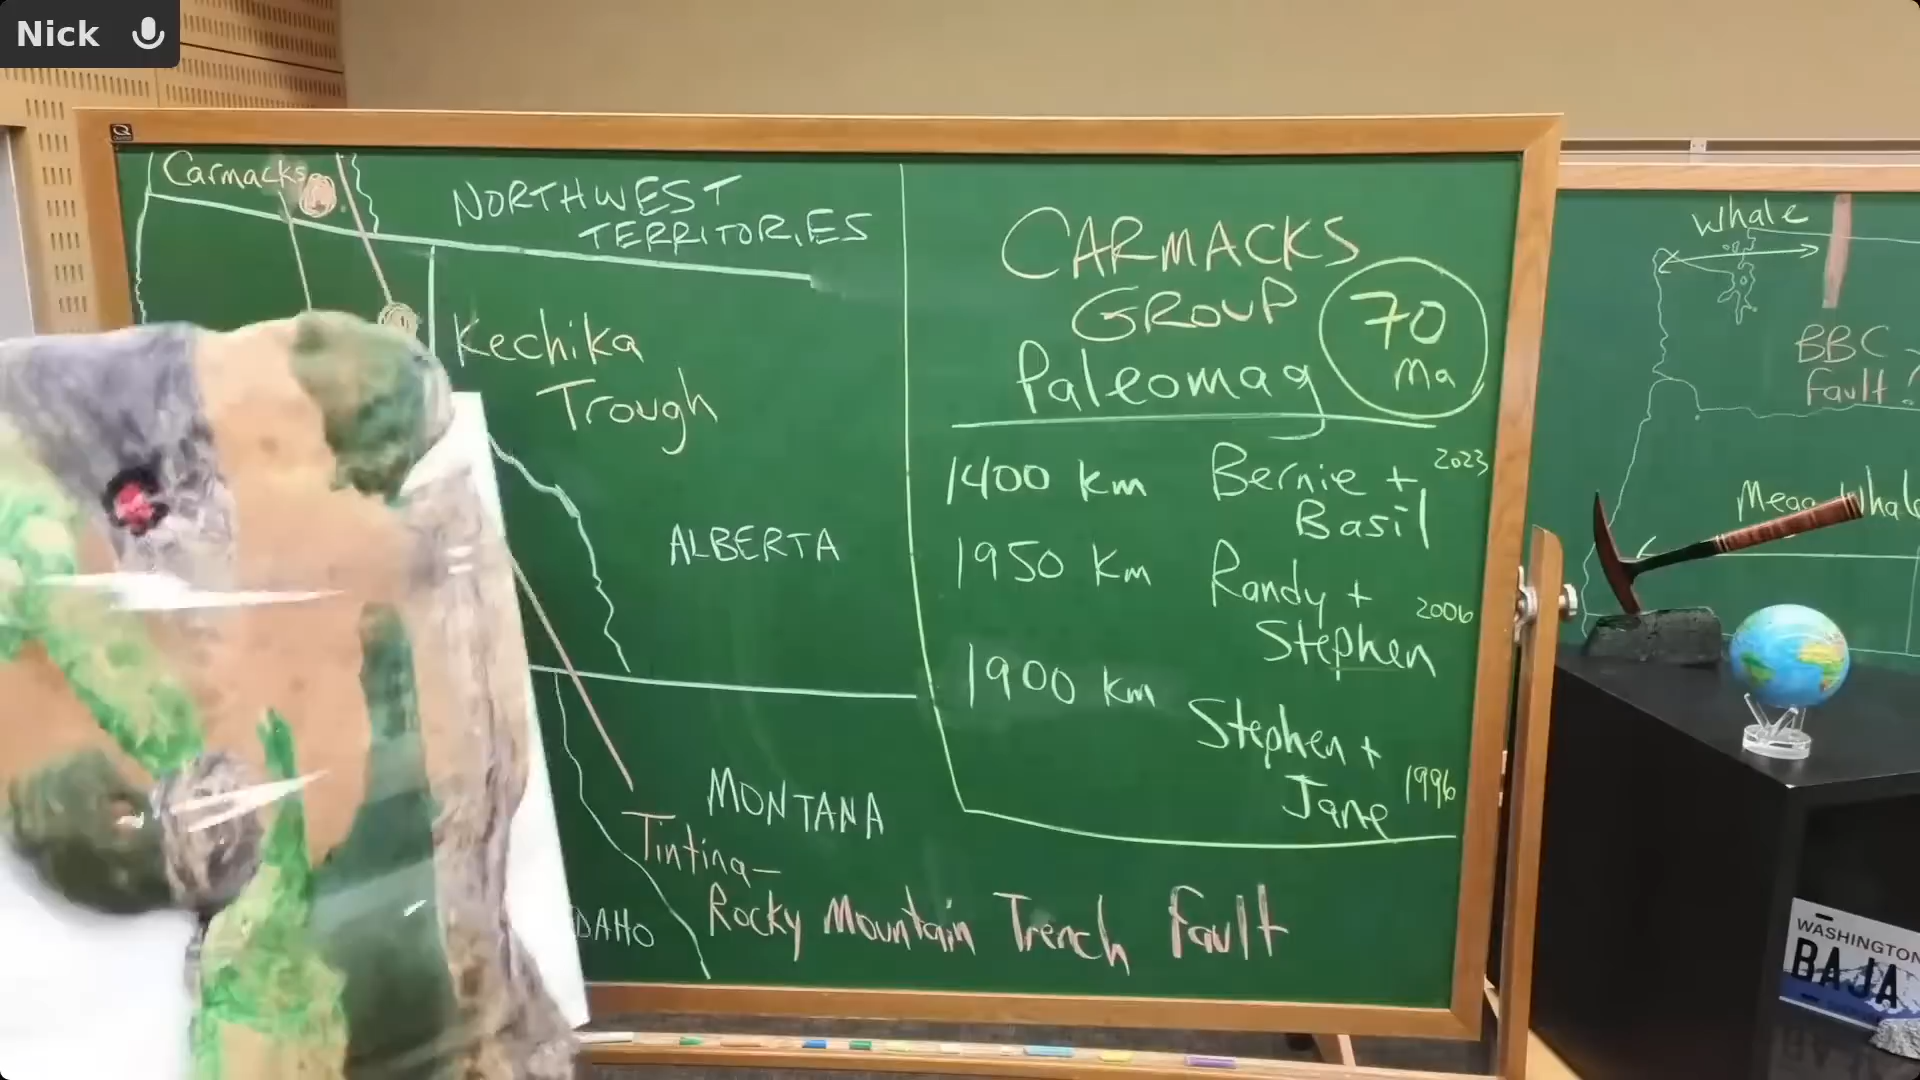 Nick
Carmacks
NORTHWEST
TERRITORIES
Kechika
Trough
ALBERTA
MONTANA
Tintina-
Rocky Mountain Trench Fault
DAHO
CARMACKS
GROUP
Paleomag
70
Ma
1400 km Bernie + 2023
Basil
1950 km Randy + 2006
Stephen
1900 km Stephen +
Jane 1996
Whale
BBC
Fault?
Mega Whale
WASHINGTON
BAJA